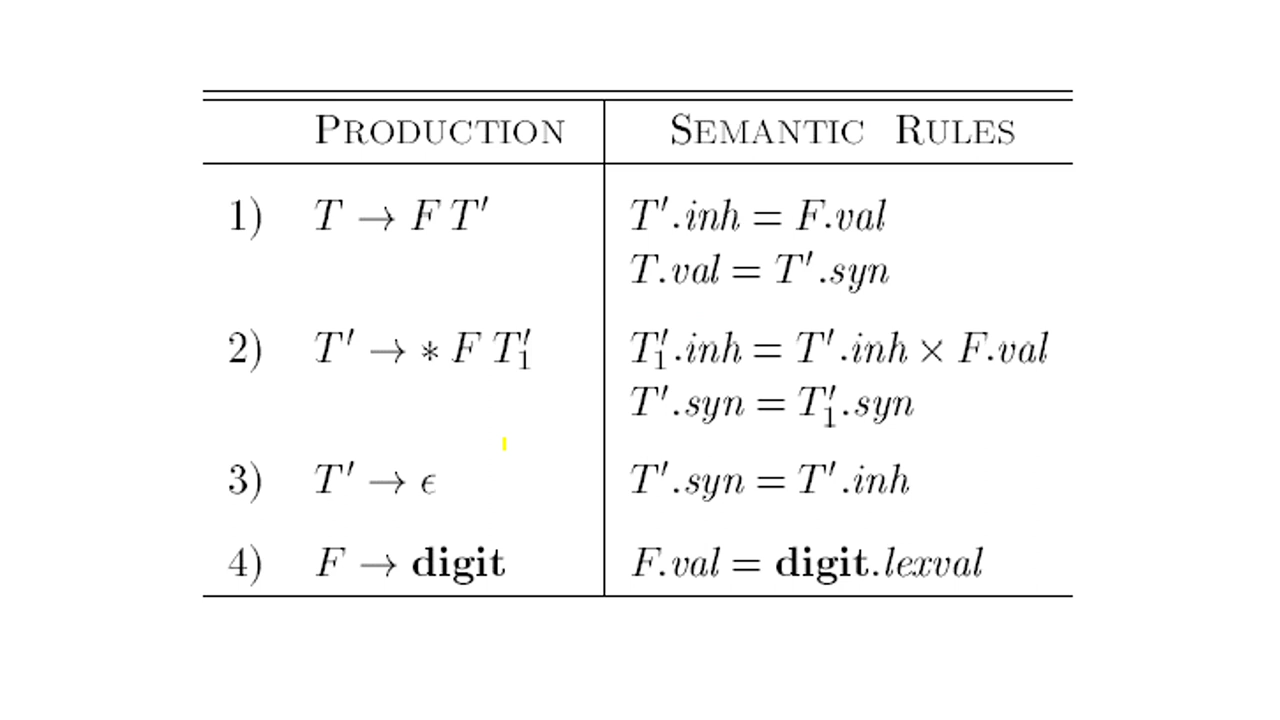 PRODUCTION SEMANTIC RULES
1) T → F T′ T′.inh = F.val
T.val = T′.syn
2) T′ → * F T′₁ T′₁.inh = T′.inh × F.val
T′.syn = T′₁.syn
3) T′ → ϵ T′.syn = T′.inh
4) F → digit F.val = digit.lexval